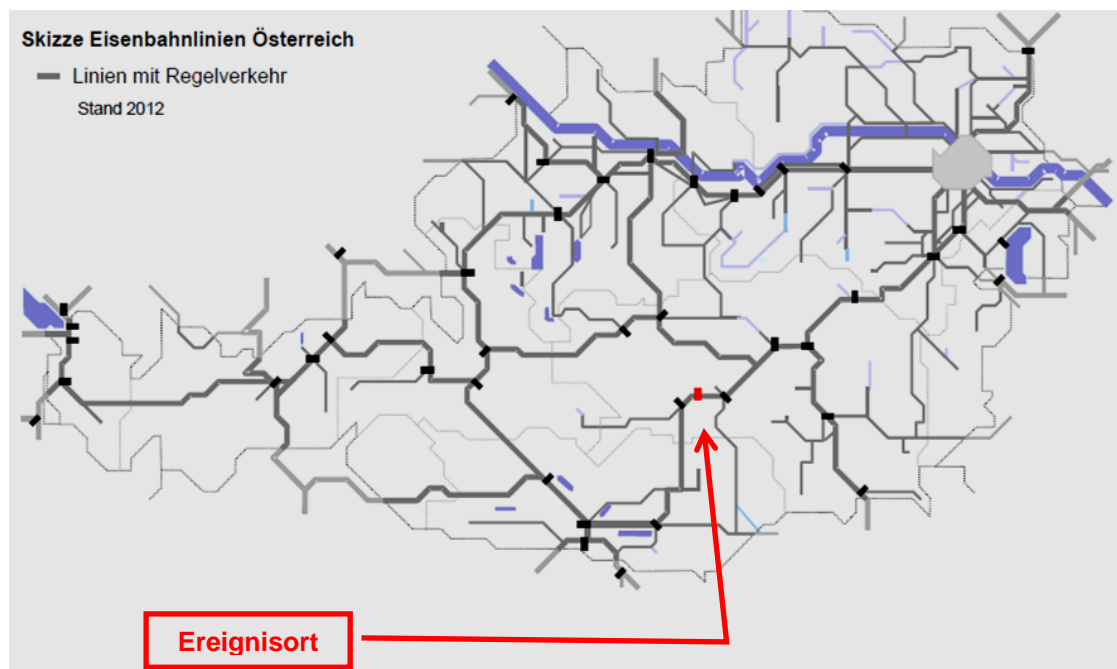 Skizze Eisenbahnlinien Österreich
Linien mit Regelverkehr
Stand 2012
Ereignisort